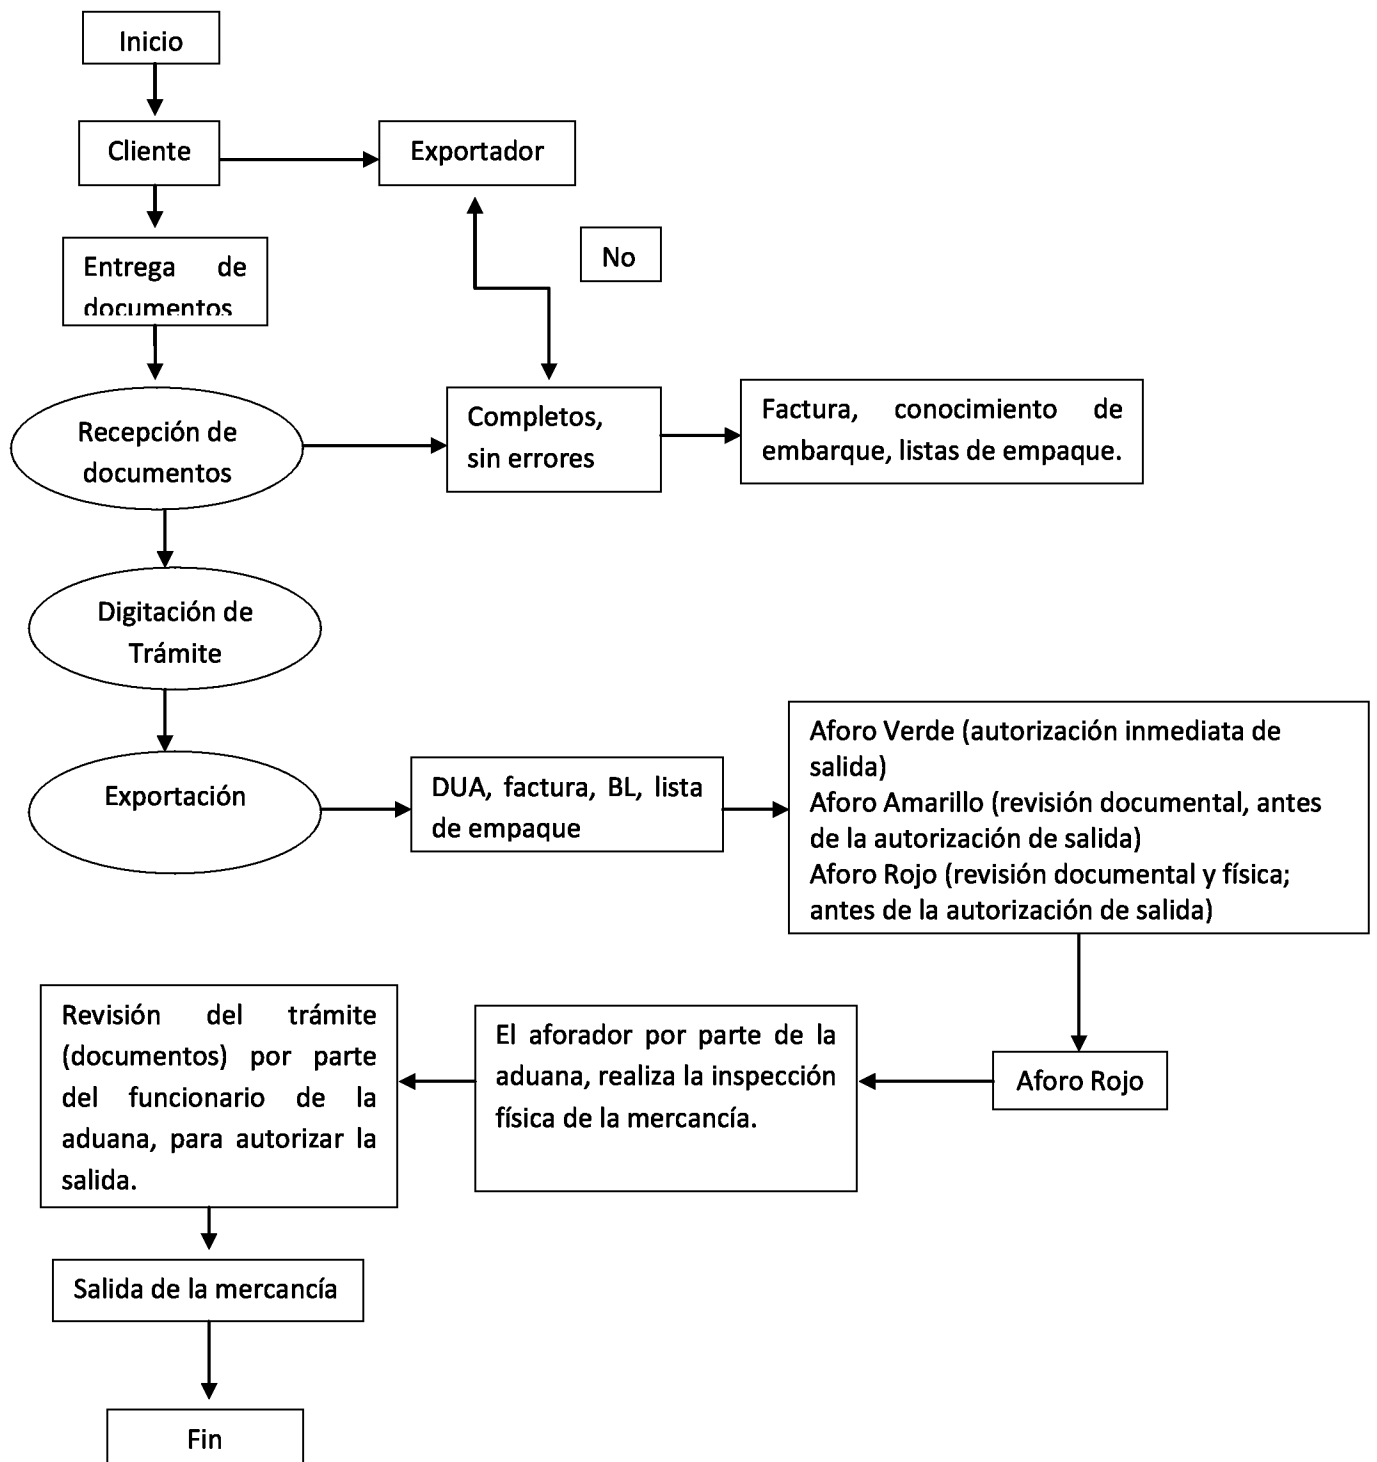 Inicio
Cliente
Exportador
No
Entrega de
documentos
Recepción de
documentos
Completos,
sin errores
Factura, conocimiento de
embarque, listas de empaque.
Digitación de
Trámite
Exportación
DUA, factura, BL, lista
de empaque
Aforo Verde (autorización inmediata de
salida)
Aforo Amarillo (revisión documental, antes
de la autorización de salida)
Aforo Rojo (revisión documental y física;
antes de la autorización de salida)
Aforo Rojo
El aforador por parte de la
aduana, realiza la inspección
física de la mercancía.
Revisión del trámite
(documentos) por parte
del funcionario de la
aduana, para autorizar la
salida.
Salida de la mercancía
Fin